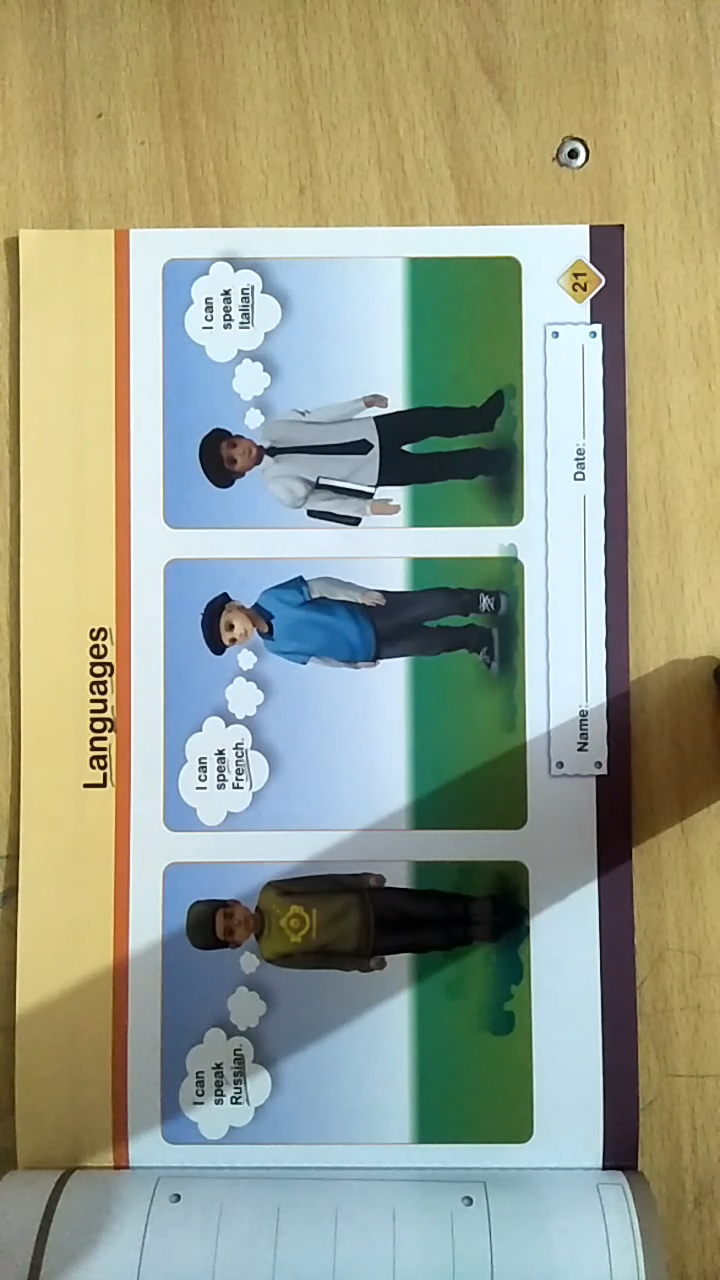 Languages
I can
speak
Russian.
I can
speak
French.
I can
speak
Italian.
Name: Date:
21